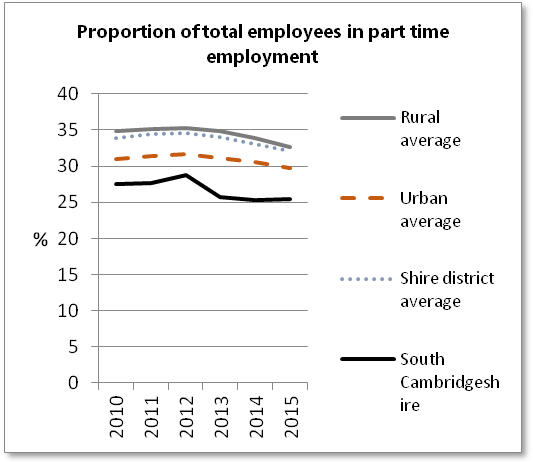 Proportion of total employees in part time
employment
40
35
30
25
20
15
10
5
0
%
2010
2011
2012
2013
2014
2015
Rural
average
Urban
average
Shire district
average
South
Cambridgesh
ire